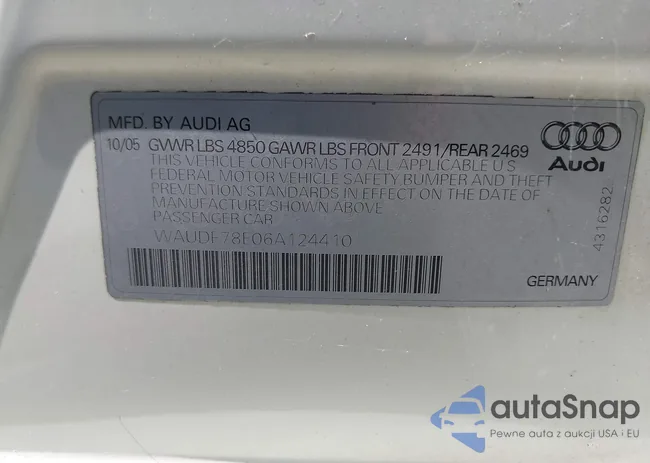 MFD. BY AUDI AG
10/05 GVWR LBS 4850 GAWR LBS FRONT 2491/REAR 2469
THIS VEHICLE CONFORMS TO ALL APPLICABLE U S
FEDERAL MOTOR VEHICLE SAFETY, BUMPER AND THEFT
PREVENTION STANDARDS IN EFFECT ON THE DATE OF
MANUFACTURE SHOWN ABOVE
PASSENGER CAR
WAUDF78E06A124410
Audi
4316282
GERMANY
autaSnap
Pewne auta z aukcji USA i EU